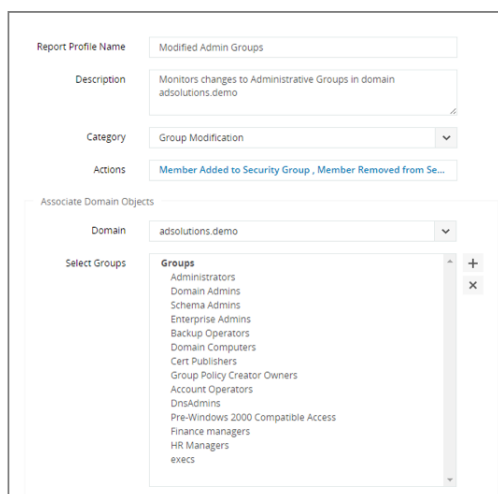 Report Profile Name
Modified Admin Groups
Description
Monitors changes to Administrative Groups in domain
adsolutions.demo
Category
Group Modification
Actions
Member Added to Security Group , Member Removed from Se...
Associate Domain Objects
Domain
adsolutions.demo
Select Groups
Groups
Administrators
Domain Admins
Schema Admins
Enterprise Admins
Backup Operators
Domain Computers
Cert Publishers
Group Policy Creator Owners
Account Operators
DnsAdmins
Pre-Windows 2000 Compatible Access
Finance managers
HR Managers
execs